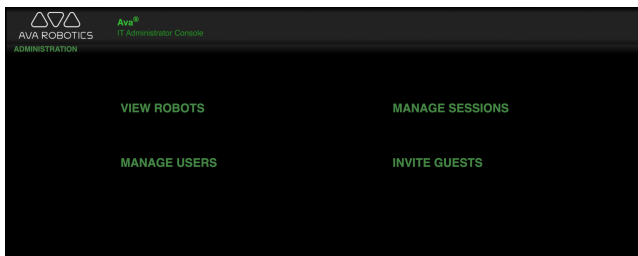 AVA ROBOTICS
Ava®
IT Administrator Console
ADMINISTRATION
VIEW ROBOTS
MANAGE SESSIONS
MANAGE USERS
INVITE GUESTS